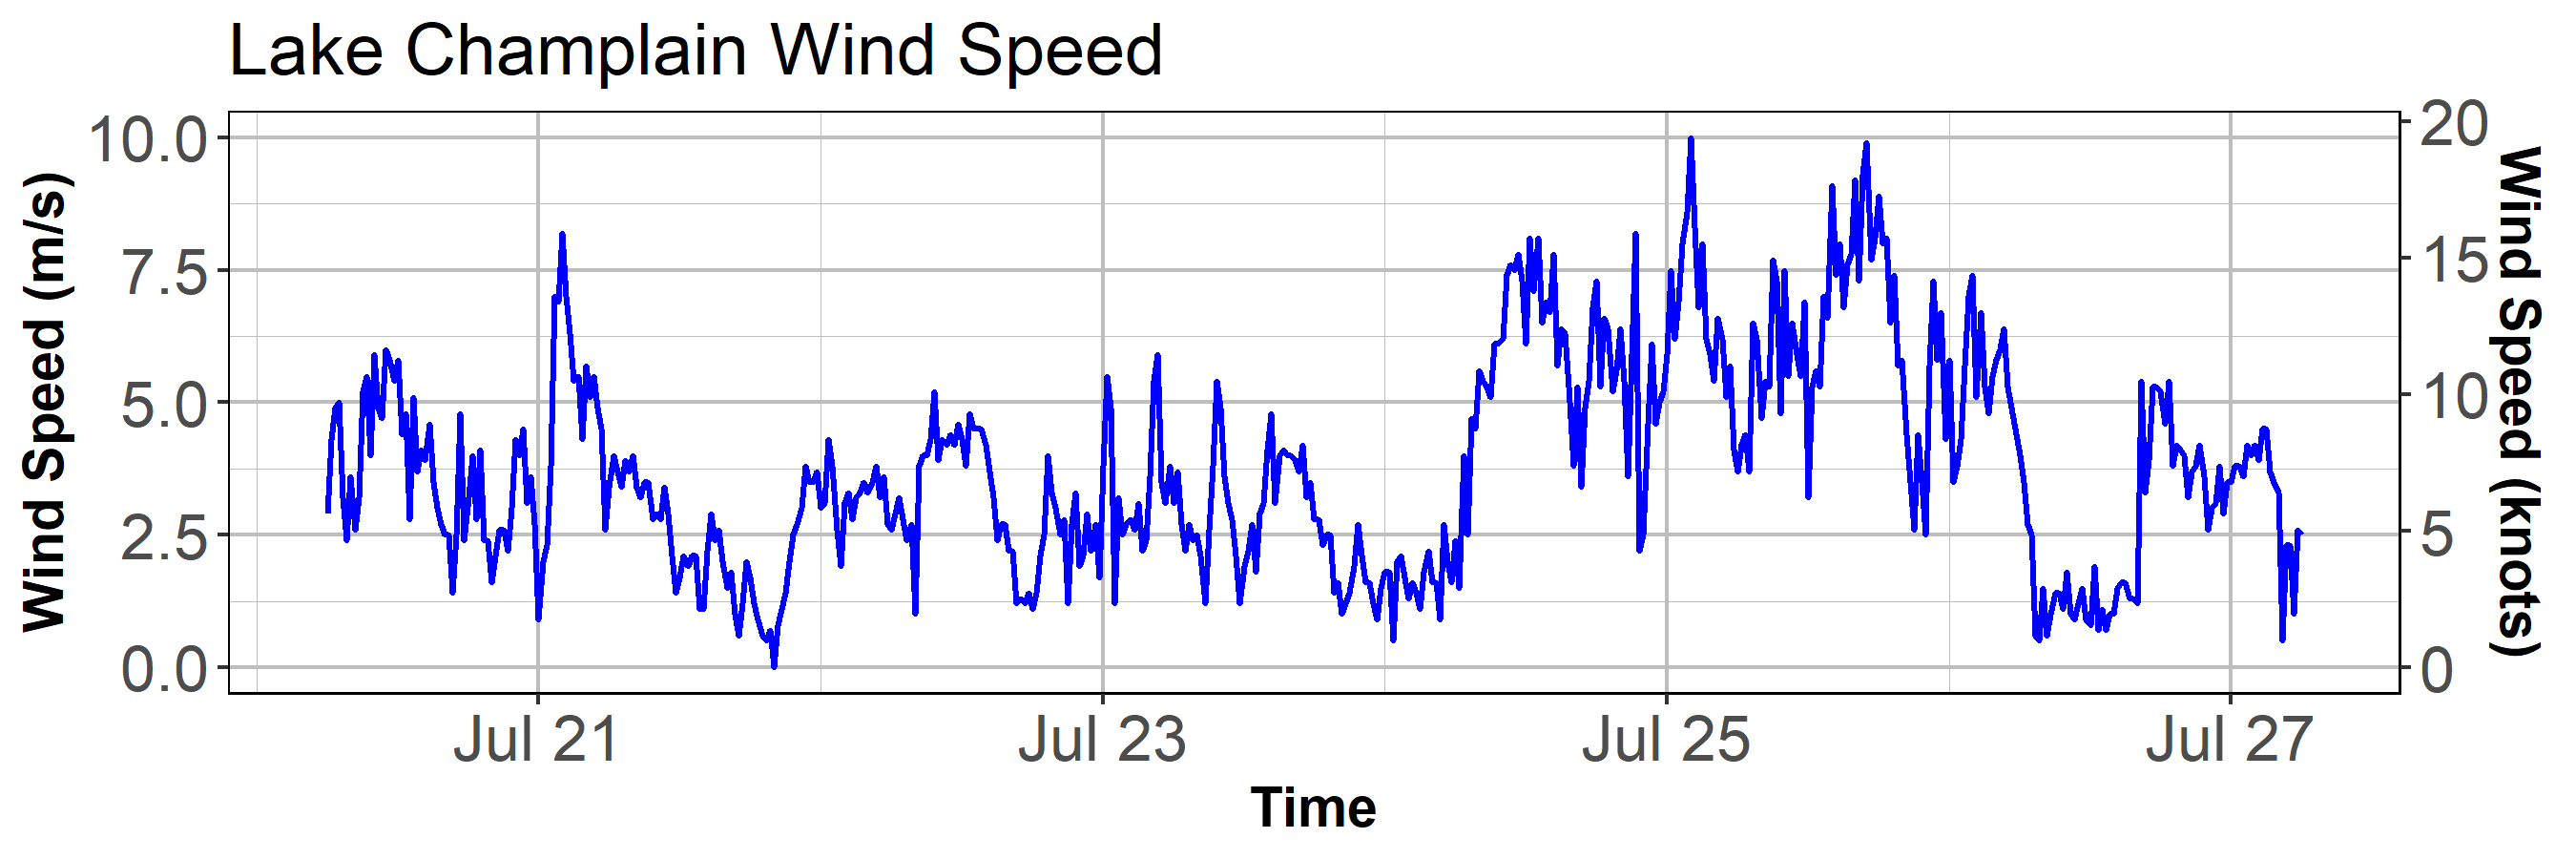 Lake Champlain Wind Speed
Wind Speed (m/s)
10.0
7.5
5.0
2.5
0.0
20
15
10
5
0
Wind Speed (knots)
Jul 21
Jul 23
Jul 25
Jul 27
Time